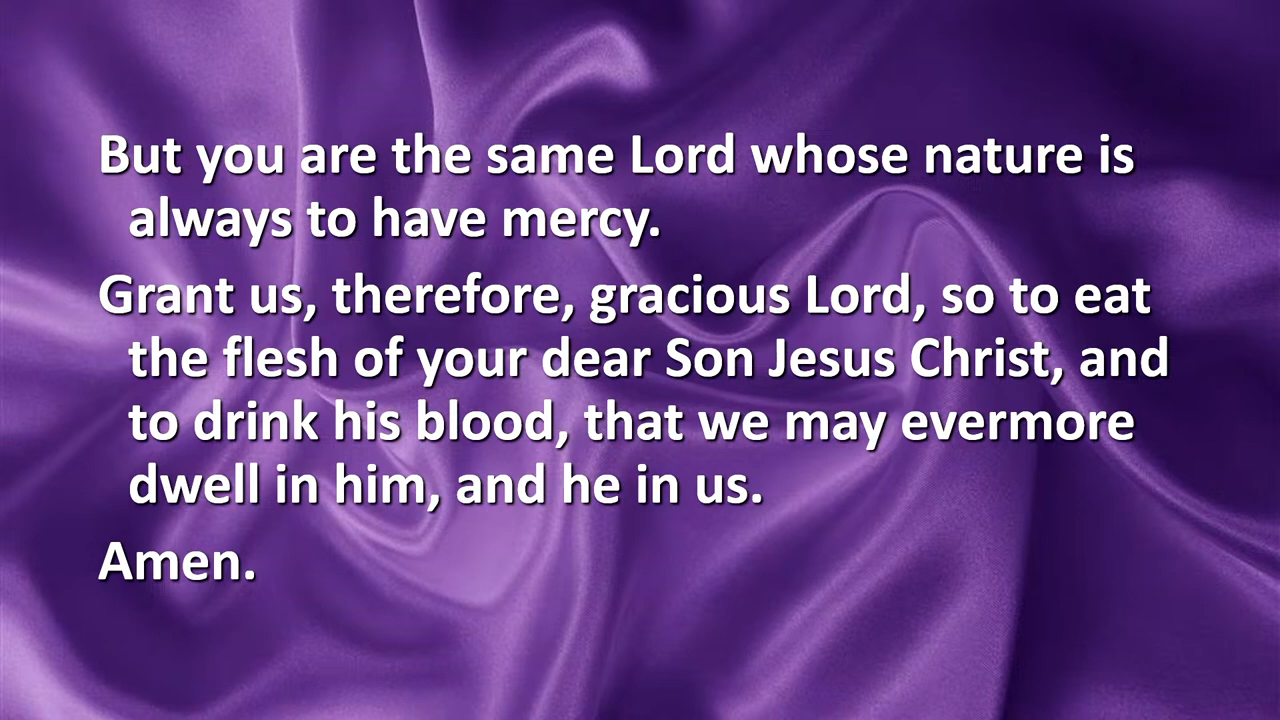 But you are the same Lord whose nature is
always to have mercy.
Grant us, therefore, gracious Lord, so to eat
the flesh of your dear Son Jesus Christ, and
to drink his blood, that we may evermore
dwell in him, and he in us.
Amen.